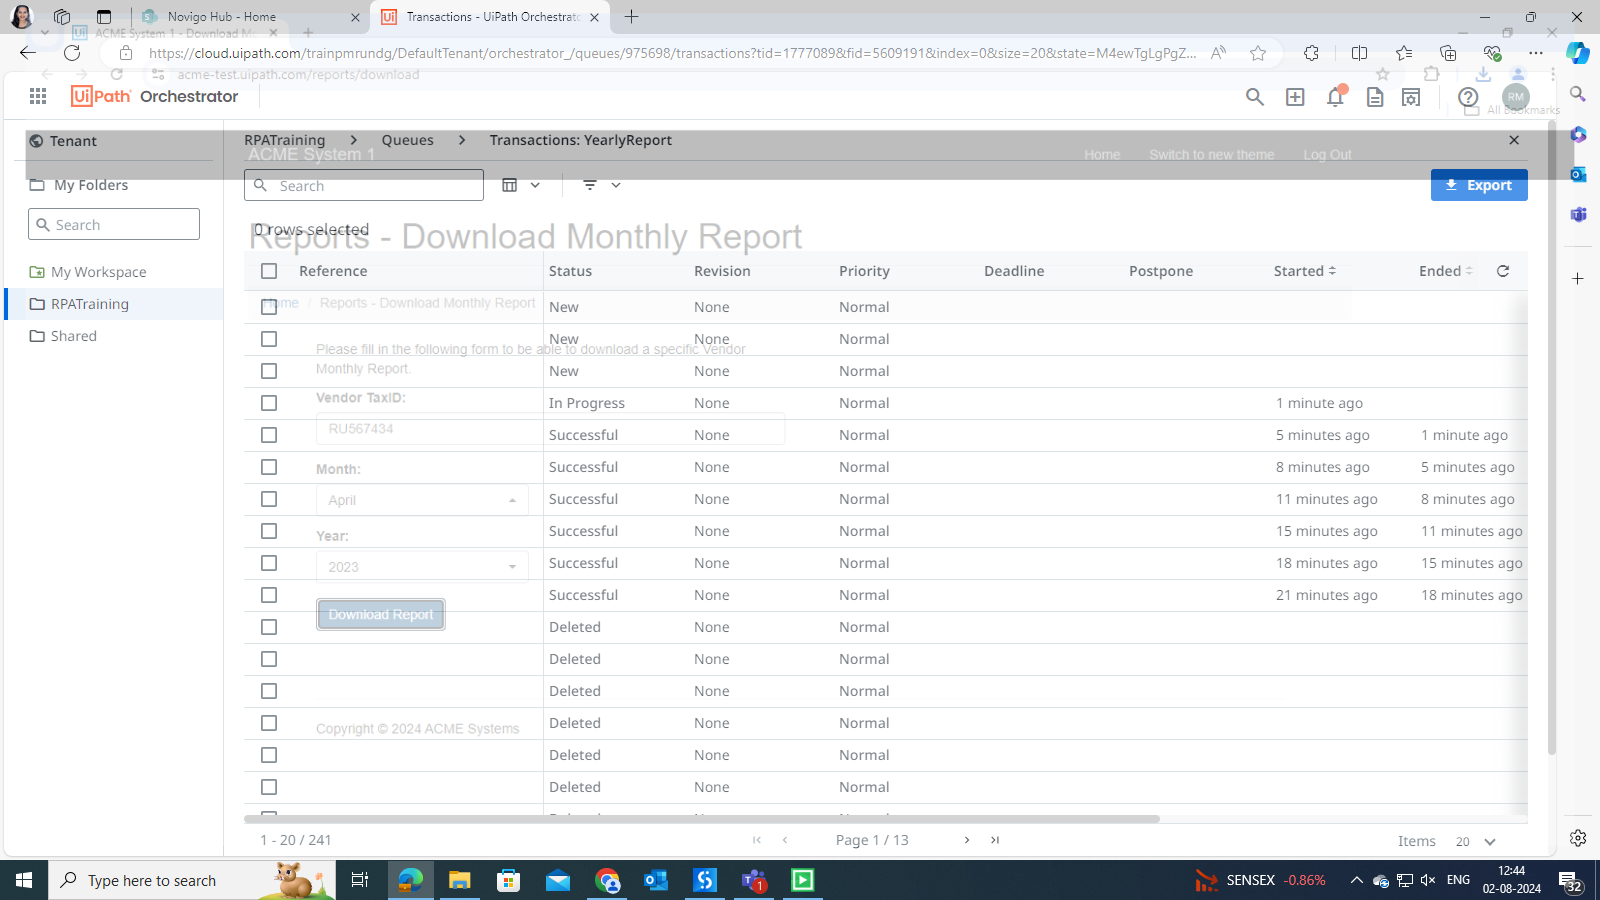 Novigo Hub - Home
Transactions - UiPath Orchestrato
ACME System 1 - Download Mo
https://cloud.uipath.com/trainpmrundg/DefaultTenant/orchestrator_/queues/975698/transactions?tid=1777089&fid=5609191&index=0&size=20&state=M4ewTgLgPgZ...
acme-test.uipath.com/reports/download
UiPath Orchestrator
RM
All Bookmarks
Tenant
RPATraining > Queues > Transactions: YearlyReport
ACME System 1
Home Switch to new theme Log Out
My Folders
Search
Export
Search
0 rows selected
Reports - Download Monthly Report
Reference Status Revision Priority Deadline Postpone Started Ended
My Workspace
RPATraining
Shared
Home / Reports - Download Monthly Report
New None Normal
New None Normal
Please fill in the following form to be able to download a specific Vendor
Monthly Report.
New None Normal
Vendor TaxID:
In Progress None Normal 1 minute ago
RU567434
Successful None Normal 5 minutes ago 1 minute ago
Month:
Successful None Normal 8 minutes ago 5 minutes ago
April
Successful None Normal 11 minutes ago 8 minutes ago
Year:
Successful None Normal 15 minutes ago 11 minutes ago
2023
Successful None Normal 18 minutes ago 15 minutes ago
Successful None Normal 21 minutes ago 18 minutes ago
Download Report
Deleted None Normal
Deleted None Normal
Deleted None Normal
Deleted None Normal
Copyright © 2024 ACME Systems
Deleted None Normal
Deleted None Normal
1 - 20 / 241
Page 1 / 13
Items 20
Type here to search
SENSEX -0.86%
ENG
12:44
02-08-2024
32
1